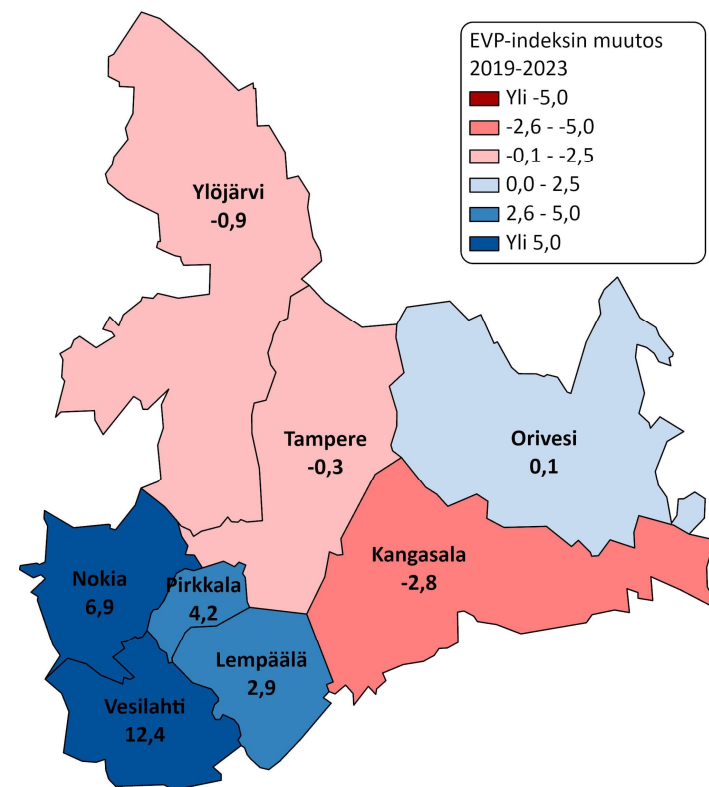 EVP-indeksin muutos
2019-2023
Yli -5,0
-2,6 - -5,0
-0,1 - -2,5
0,0 - 2,5
2,6 - 5,0
Yli 5,0
Ylöjärvi
-0,9
Tampere
-0,3
Orivesi
0,1
Kangasala
-2,8
Nokia
6,9
Pirkkala
4,2
Lempäälä
2,9
Vesilahti
12,4